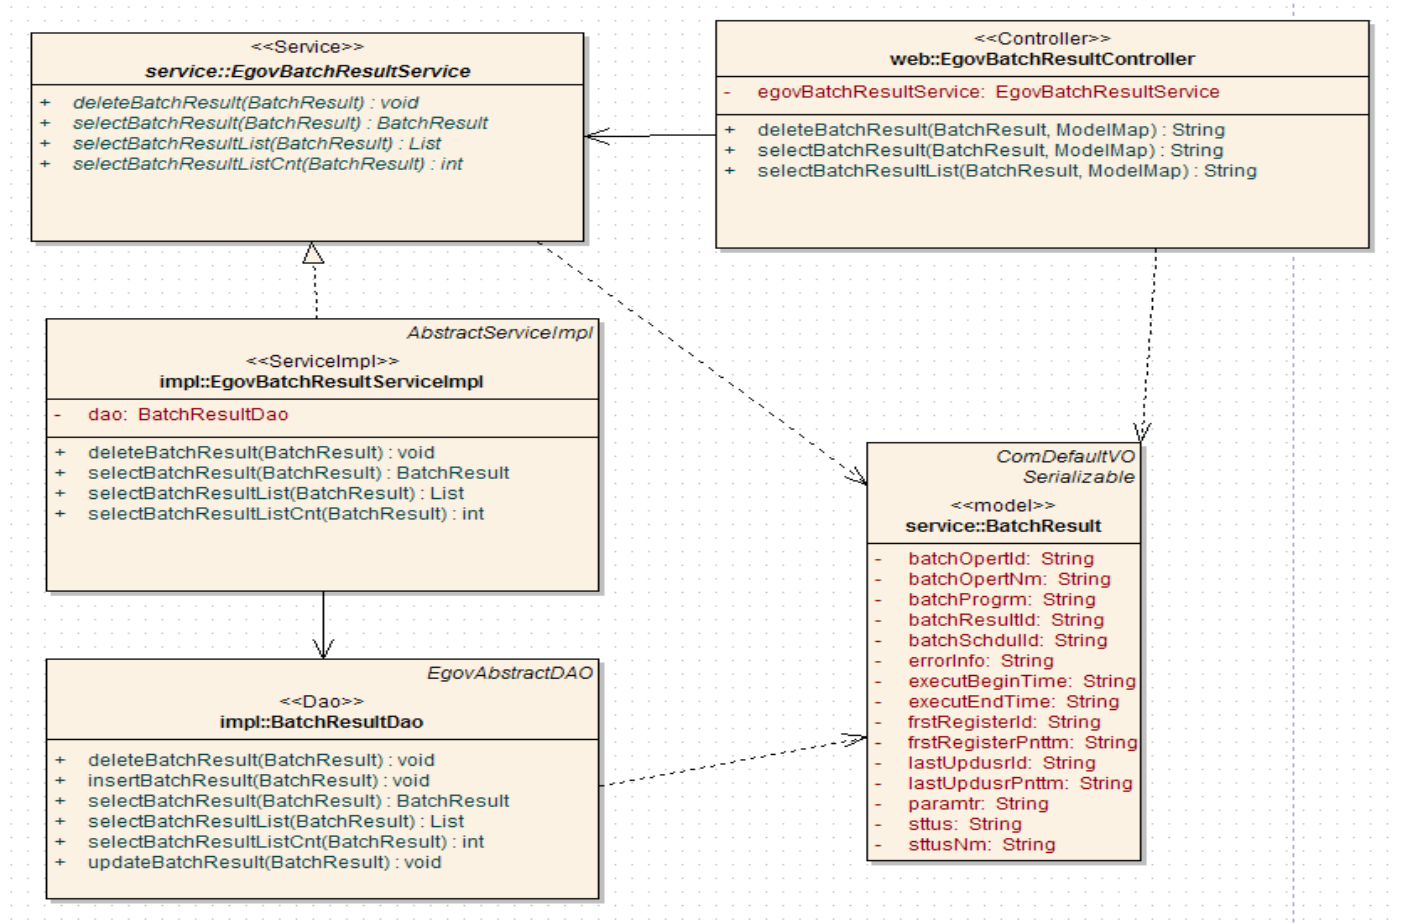 <<Service>>
service::EgovBatchResultService
+ deleteBatchResult(BatchResult) : void
+ selectBatchResult(BatchResult) : BatchResult
+ selectBatchResultList(BatchResult) : List
+ selectBatchResultListCnt(BatchResult) : int
<<Controller>>
web::EgovBatchResultController
- egovBatchResultService: EgovBatchResultService
+ deleteBatchResult(BatchResult, ModelMap) : String
+ selectBatchResult(BatchResult, ModelMap) : String
+ selectBatchResultList(BatchResult, ModelMap) : String
AbstractServiceImpl
<<ServiceImpl>>
impl::EgovBatchResultServiceImpl
- dao: BatchResultDao
+ deleteBatchResult(BatchResult) : void
+ selectBatchResult(BatchResult) : BatchResult
+ selectBatchResultList(BatchResult) : List
+ selectBatchResultListCnt(BatchResult) : int
EgovAbstractDAO
<<Dao>>
impl::BatchResultDao
+ deleteBatchResult(BatchResult) : void
+ insertBatchResult(BatchResult) : void
+ selectBatchResult(BatchResult) : BatchResult
+ selectBatchResultList(BatchResult) : List
+ selectBatchResultListCnt(BatchResult) : int
+ updateBatchResult(BatchResult) : void
ComDefaultVO
Serializable
<<model>>
service::BatchResult
- batchOpertId: String
- batchOpertNm: String
- batchProgrm: String
- batchResultId: String
- batchSchdulId: String
- errorInfo: String
- executBeginTime: String
- executEndTime: String
- frstRegisterId: String
- frstRegisterPnttm: String
- lastUpdusrId: String
- lastUpdusrPnttm: String
- paramtr: String
- sttus: String
- sttusNm: String